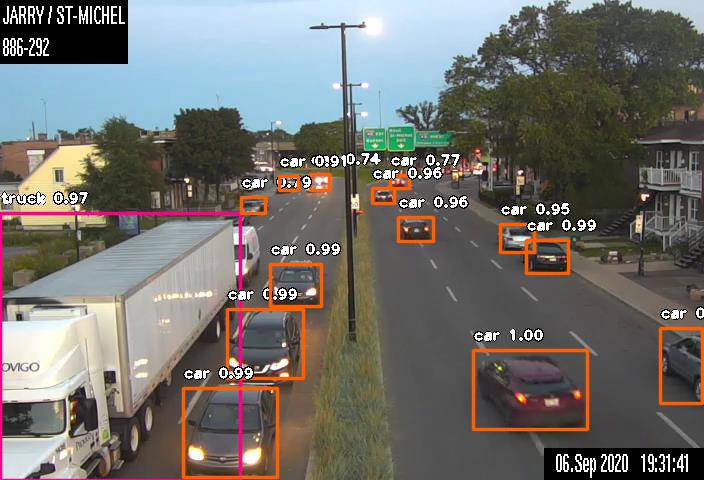 JARRY / ST-MICHEL
886-292
car 0.74
car 0.77
car 0.79
car 0.96
truck 0.97
car 0.96
car 0.95
car 0.99
car 0.99
car 0.99
car 0
car 1.00
OVIGO
car 0.99
06.Sep 2020 19:31:41